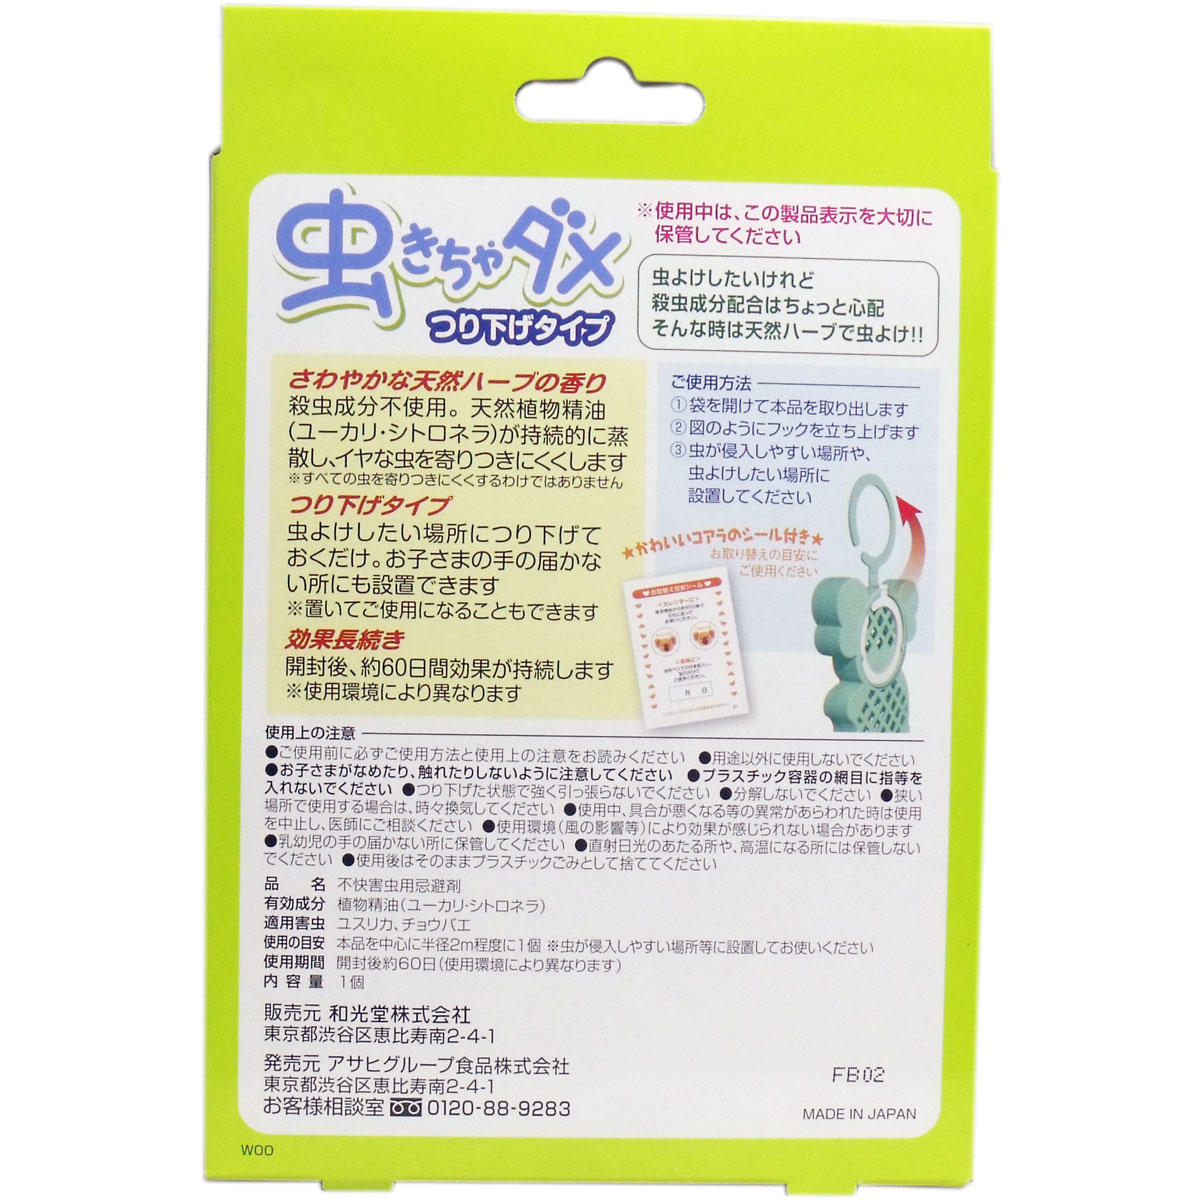 虫きちゃダメ
つり下げタイプ
※使用中は、この製品表示を大切に
保管してください
虫よけしたいけれど
殺虫成分配合はちょっと心配
そんな時は天然ハーブで虫よけ!!
さわやかな天然ハーブの香り
殺虫成分不使用。天然植物精油
(ユーカリ・シトロネラ)が持続的に蒸
散し、イヤな虫を寄りつきにくくします
※すべての虫を寄りつきにくくするわけではありません
つり下げタイプ
虫よけしたい場所につり下げて
おくだけ。お子さまの手の届かな
い所にも設置できます
※置いてご使用になることもできます
効果長続き
開封後、約60日間効果が持続します
※使用環境により異なります
ご使用方法
①袋を開けて本品を取り出します
②図のようにフックを立ち上げます
③虫が侵入しやすい場所や、
虫よけしたい場所に
設置してください
★かわいいコアラのシール付き★
お取り替えの目安に
ご使用ください
お取替え目安シール
<カレンダーに>
月 日
使用上の注意
●ご使用前に必ずご使用方法と使用上の注意をお読みください ●用途以外に使用しないでください
●お子さまがなめたり、触れたりしないように注意してください ●プラスチック容器の網目に指等を
入れないでください ●つり下げた状態で強く引っ張らないでください ●分解しないでください ●狭い
場所で使用する場合は、時々換気してください ●使用中、具合が悪くなる等の異常があらわれた時は使用
を中止し、医師にご相談ください ●使用環境(風の影響等)により効果が感じられない場合があります
●乳幼児の手の届かない所に保管してください ●直射日光のあたる所や、高温になる所には保管しない
でください ●使用後はそのままプラスチックごみとして捨ててください
品 名 不快害虫用忌避剤
有効成分 植物精油(ユーカリ・シトロネラ)
適用害虫 ユスリカ、チョウバエ
使用の目安 本品を中心に半径2m程度に1個 ※虫が侵入しやすい場所等に設置してお使いください
使用期間 開封後約60日(使用環境により異なります)
内容量 1個
販売元 和光堂株式会社
東京都渋谷区恵比寿南2-4-1
発売元 アサヒグループ食品株式会社
東京都渋谷区恵比寿南2-4-1
お客様相談室 0120-88-9283
FB02
MADE IN JAPAN
W00